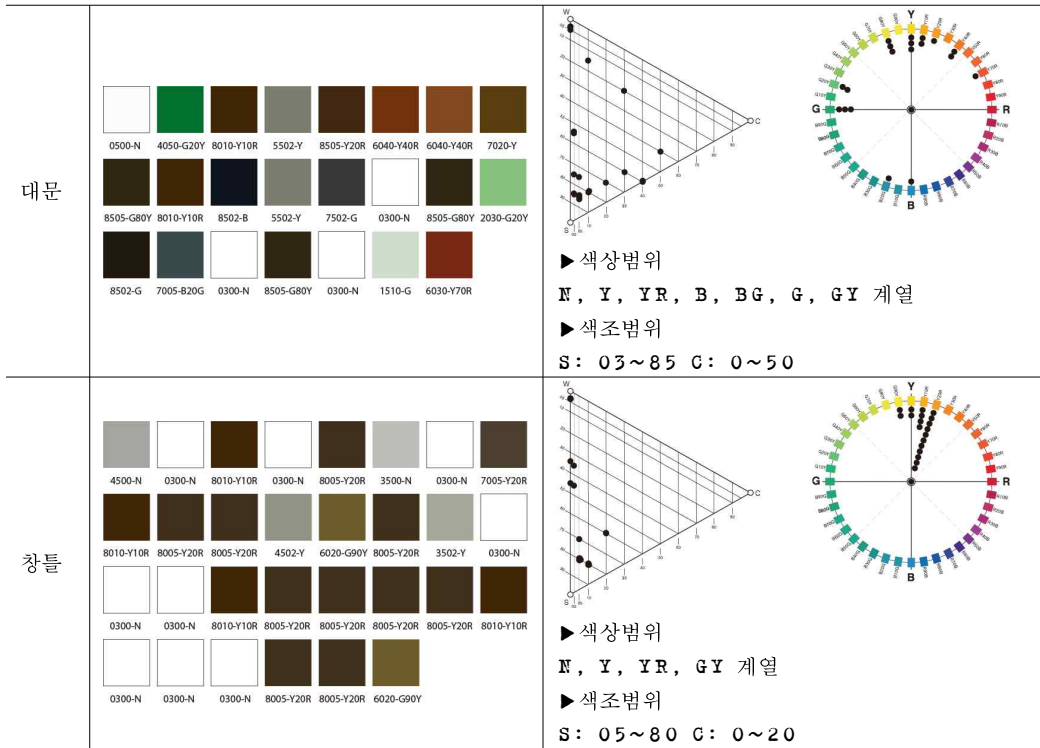 대문
0500-N 4050-G20Y 8010-Y10R 5502-Y 8505-Y20R 6040-Y40R 6040-Y40R 7020-Y
8505-G80Y 8010-Y10R 8502-B 5502-Y 7502-G 0300-N 8505-G80Y 2030-G20Y
8502-G 7005-B20G 0300-N 8505-G80Y 0300-N 1510-G 6030-Y70R
W
C
S
Y
R
B
G
▶색상범위
N, Y, YR, B, BG, G, GY 계열
▶색조범위
S: 03~85 C: 0~50
창틀
4500-N 0300-N 8010-Y10R 0300-N 8005-Y20R 3500-N 0300-N 7005-Y20R
8010-Y10R 8005-Y20R 8005-Y20R 4502-Y 6020-G90Y 8005-Y20R 3502-Y 0300-N
0300-N 0300-N 8010-Y10R 8005-Y20R 8005-Y20R 8005-Y20R 8005-Y20R 8010-Y10R
0300-N 0300-N 0300-N 8005-Y20R 8005-Y20R 6020-G90Y
W
C
S
Y
R
B
G
▶색상범위
N, Y, YR, GY 계열
▶색조범위
S: 05~80 C: 0~20